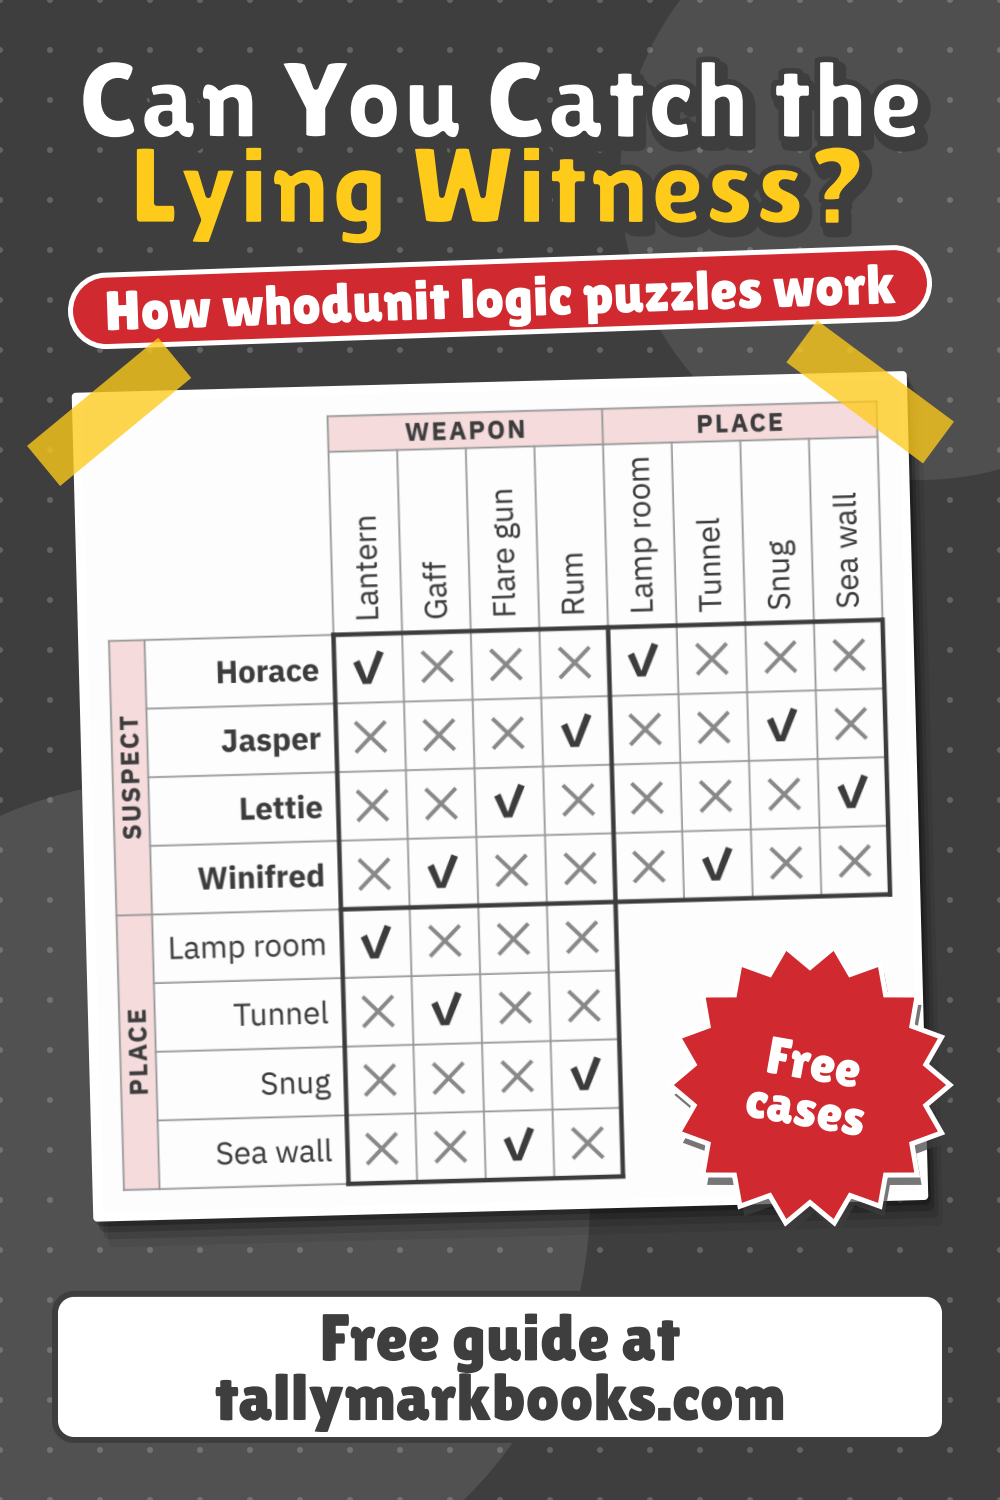 Can You Catch the
Lying Witness?
How whodunit logic puzzles work
WEAPON PLACE
Lantern Gaff Flare gun Rum Lamp room Tunnel Snug Sea wall
SUSPECT
Horace ✓ ✕ ✕ ✕ ✓ ✕ ✕ ✕
Jasper ✕ ✕ ✕ ✓ ✕ ✕ ✓ ✕
Lettie ✕ ✕ ✓ ✕ ✕ ✕ ✕ ✓
Winifred ✕ ✓ ✕ ✕ ✕ ✓ ✕ ✕
PLACE
Lamp room ✓ ✕ ✕ ✕
Tunnel ✕ ✓ ✕ ✕
Snug ✕ ✕ ✕ ✓
Sea wall ✕ ✕ ✓ ✕
Free
cases
Free guide at
tallymarkbooks.com